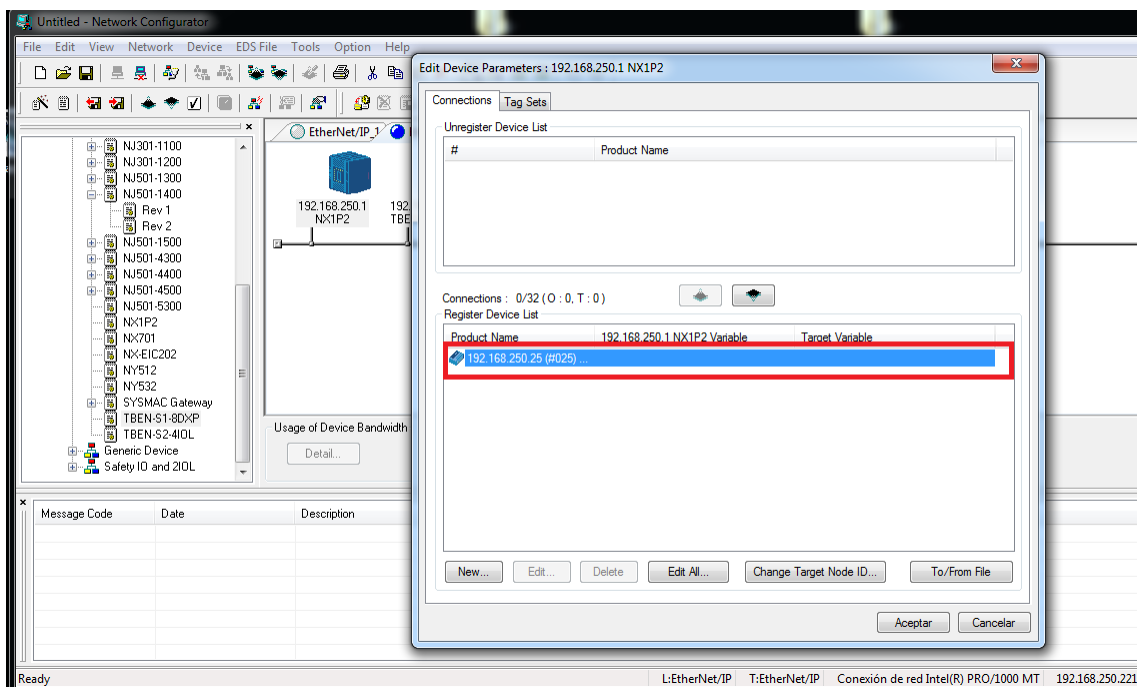 Untitled - Network Configurator
File Edit View Network Device EDS File Tools Option Help
NJ301-1100
NJ301-1200
NJ501-1300
NJ501-1400
Rev 1
Rev 2
NJ501-1500
NJ501-4300
NJ501-4400
NJ501-4500
NJ501-5300
NX1P2
NX701
NX-EIC202
NY512
NY532
SYSMAC Gateway
TBEN-S1-8DXP
TBEN-S2-4IOL
Generic Device
Safety IO and 2IOL
EtherNet/IP_1
192.168.250.1
NX1P2
192.
TBE
Usage of Device Bandwidth
Detail...
Edit Device Parameters : 192.168.250.1 NX1P2
Connections Tag Sets
Unregister Device List
# Product Name
Connections : 0/32 ( O : 0, T : 0 )
Register Device List
Product Name 192.168.250.1 NX1P2 Variable Target Variable
192.168.250.25 (#025) ...
New... Edit... Delete Edit All... Change Target Node ID... To/From File
Aceptar Cancelar
Message Code Date Description
Ready L:EtherNet/IP T:EtherNet/IP Conexión de red Intel(R) PRO/1000 MT 192.168.250.221